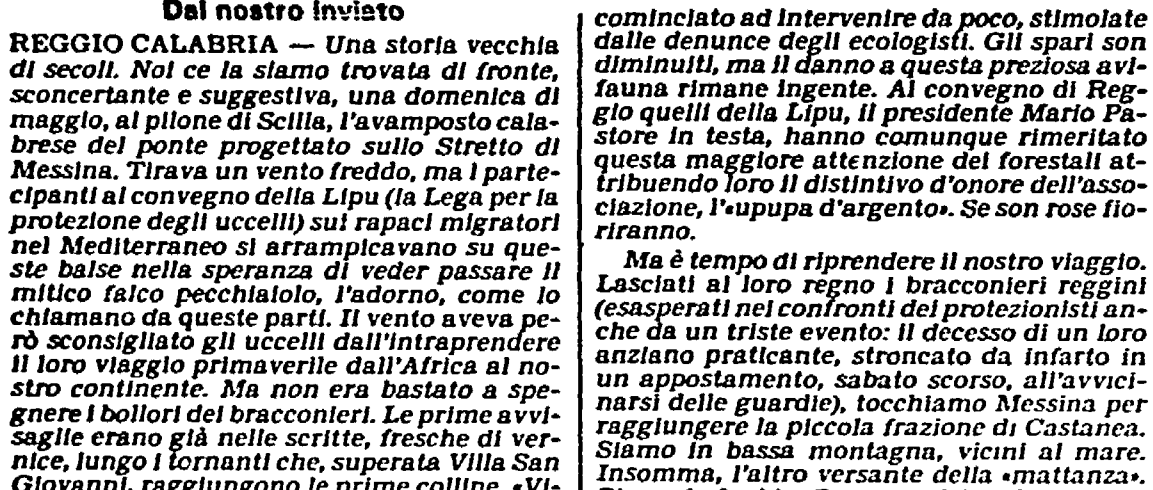 Dal nostro inviato
REGGIO CALABRIA — Una storia vecchia
di secoli. Noi ce la siamo trovata di fronte,
sconcertante e suggestiva, una domenica di
maggio, al pilone di Scilla, l'avamposto cala-
brese del ponte progettato sullo Stretto di
Messina. Tirava un vento freddo, ma i parte-
cipanti al convegno della Lipu (la Lega per la
protezione degli uccelli) sui rapaci migratori
nel Mediterraneo si arrampicavano su que-
ste balse nella speranza di veder passare il
mitico falco pecchiaiolo, l'adorno, come lo
chiamano da queste parti. Il vento aveva pe-
rò sconsigliato gli uccelli dall'intraprendere
il loro viaggio primaverile dall'Africa al no-
stro continente. Ma non era bastato a spe-
gnere i bollori dei bracconieri. Le prime avvi-
saglie erano già nelle scritte, fresche di ver-
nice, lungo i tornanti che, superata Villa San
Giovanni, raggiungono le prime colline. «Vi-
cominciato ad intervenire da poco, stimolate
dalle denunce degli ecologisti. Gli spari son
diminuiti, ma il danno a questa preziosa avi-
fauna rimane ingente. Al convegno di Reg-
gio quelli della Lipu, il presidente Mario Pa-
store in testa, hanno comunque rimeritato
questa maggiore attenzione dei forestali at-
tribuendo loro il distintivo d'onore dell'asso-
ciazione, l'«upupa d'argento». Se son rose fio-
riranno.
Ma è tempo di riprendere il nostro viaggio.
Lasciati al loro regno i bracconieri reggini
(esasperati nei confronti dei protezionisti an-
che da un triste evento: il decesso di un loro
anziano praticante, stroncato da infarto in
un appostamento, sabato scorso, all'avvici-
narsi delle guardie), tocchiamo Messina per
raggiungere la piccola frazione di Castanea.
Siamo in bassa montagna, vicini al mare.
Insomma, l'altro versante della «mattanza».